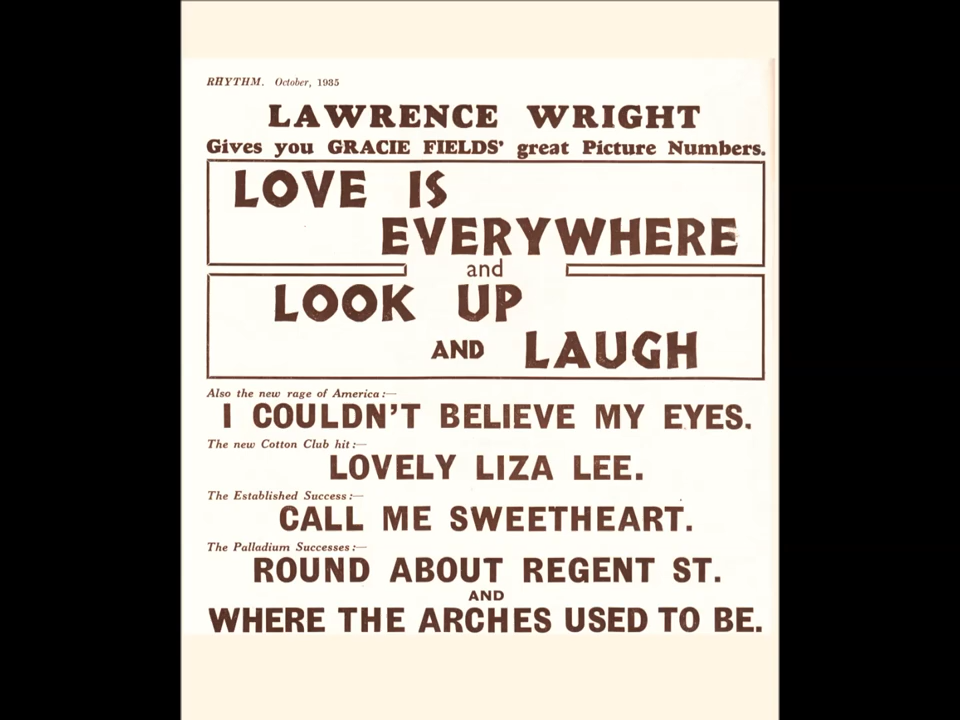 RHYTHM. October, 1935
LAWRENCE WRIGHT
Gives you GRACIE FIELDS' great Picture Numbers.
LOVE IS
EVERYWHERE
and
LOOK UP
AND LAUGH
Also the new rage of America:—
I COULDN'T BELIEVE MY EYES.
The new Cotton Club hit:—
LOVELY LIZA LEE.
The Established Success:—
CALL ME SWEETHEART.
The Palladium Successes:—
ROUND ABOUT REGENT ST.
AND
WHERE THE ARCHES USED TO BE.